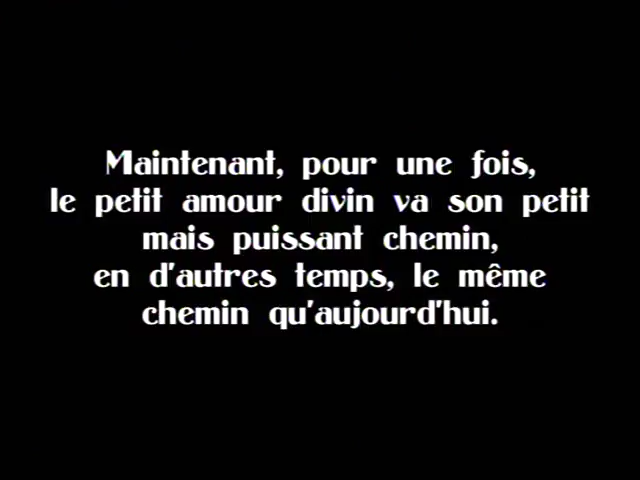 Maintenant, pour une fois,
le petit amour divin va son petit
mais puissant chemin,
en d'autres temps, le même
chemin qu'aujourd'hui.